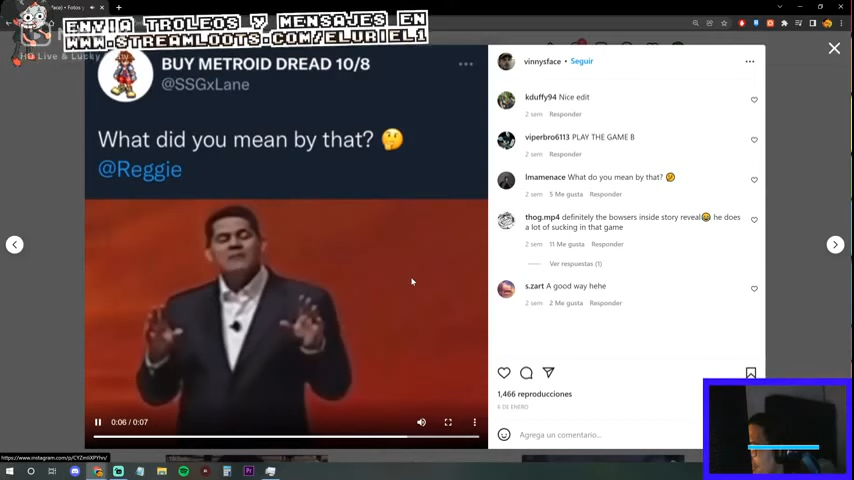 ENVIA TROLEOS Y MENSAJES EN
WWW.STREAMLOOTS.COM/ELURIEL1
HD Live & Lucky
BUY METROID DREAD 10/8
@SSGxLane
What did you mean by that? 🤔
@Reggie
0:06 / 0:07
vinnysface • Seguir
kduffy94 Nice edit
2 sem Responder
viperbro6113 PLAY THE GAME B
2 sem Responder
lmamenace What do you mean by that? 🤔
2 sem 5 Me gusta Responder
thog.mp4 definitely the bowsers inside story reveal😂 he does
a lot of sucking in that game
2 sem 11 Me gusta Responder
Ver respuestas (1)
s.zart A good way hehe
2 sem 2 Me gusta Responder
1,466 reproducciones
6 DE ENERO
Agrega un comentario...